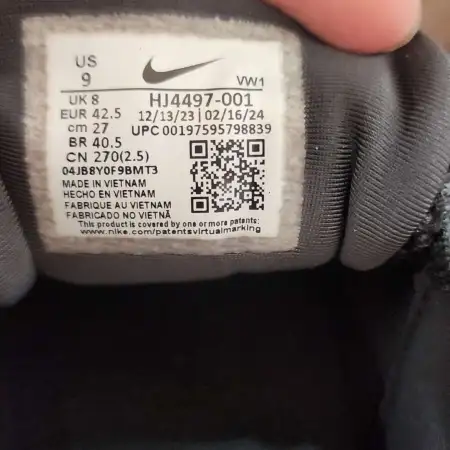 US
9
VW1
UK 8
HJ4497-001
EUR 42.5
12/13/23 | 02/16/24
cm 27
UPC 00197595798839
BR 40.5
CN 270(2.5)
04JB8Y0F9BMT3
MADE IN VIETNAM
HECHO EN VIETNAM
FABRIQUE AU VIETNAM
FABRICADO NO VIETNÃ
This product is covered by one or more patents:
www.nike.com/patentsvirtualmarking